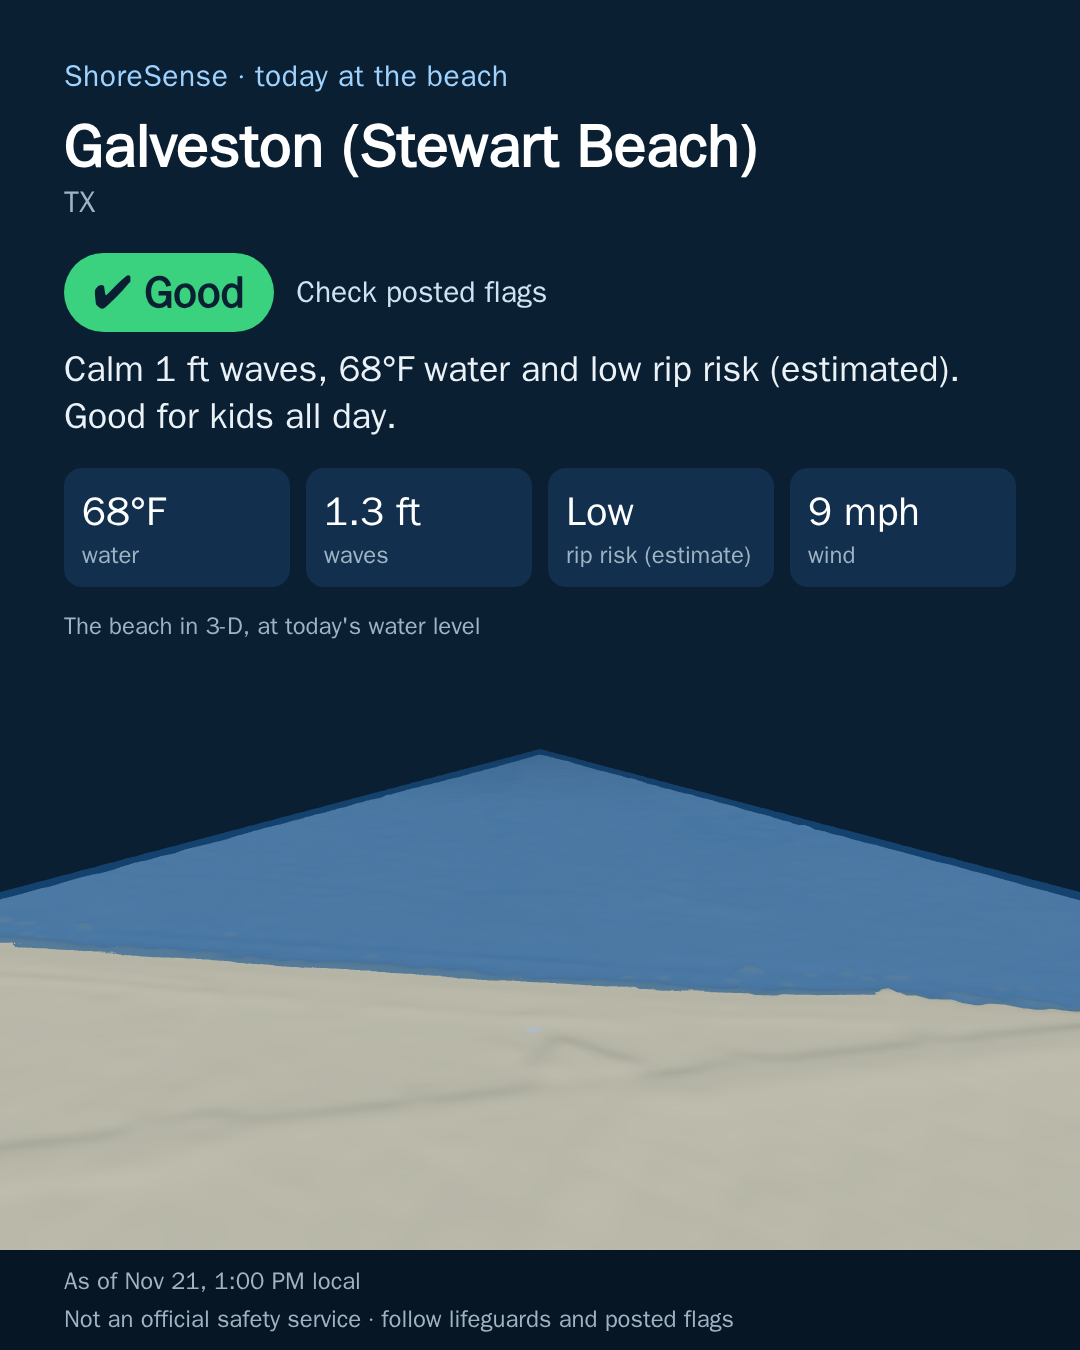 ShoreSense · today at the beach
Galveston (Stewart Beach)
TX
✔ Good
Check posted flags
Calm 1 ft waves, 68°F water and low rip risk (estimated).
Good for kids all day.
68°F
water
1.3 ft
waves
Low
rip risk (estimate)
9 mph
wind
The beach in 3-D, at today's water level
As of Nov 21, 1:00 PM local
Not an official safety service · follow lifeguards and posted flags